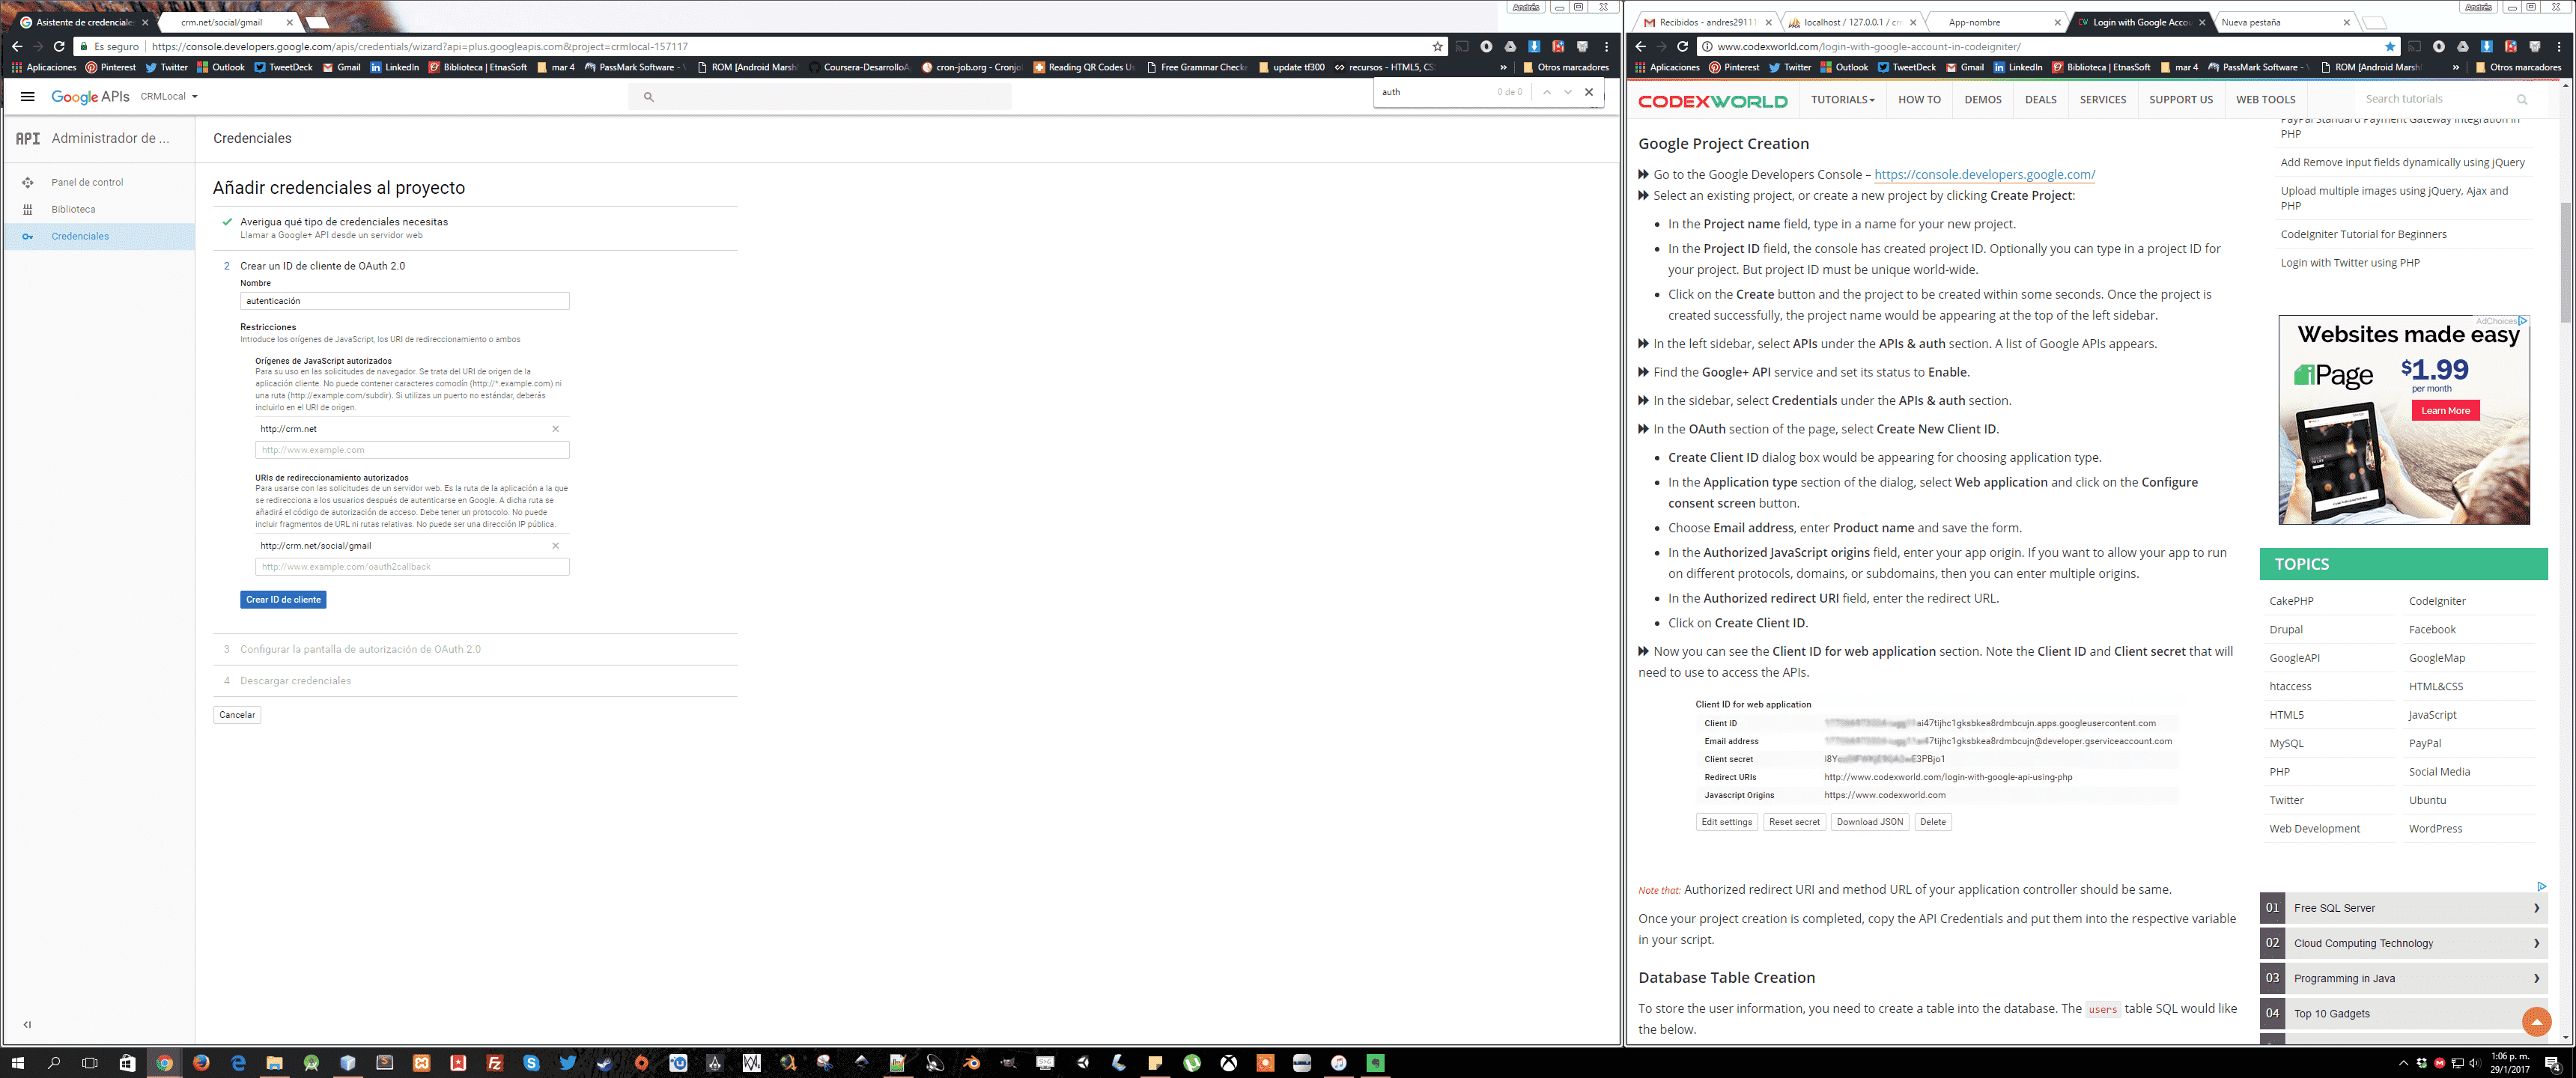 Asistente de credenciale
crm.net/social/gmail
Andrés
Es seguro
https://console.developers.google.com/apis/credentials/wizard?api=plus.googleapis.com&project=crmlocal-157117
Aplicaciones
Pinterest
Twitter
Outlook
TweetDeck
Gmail
LinkedIn
Biblioteca | EtnasSoft
mar 4
PassMark Software -
ROM [Android Marsh
Coursera-Desarrollo
cron-job.org - Cronjo
Reading QR Codes Us
Free Grammar Checke
update tf300
recursos - HTML5, CS
Otros marcadores
Google APIs
CRMLocal
auth
0 de 0
API Administrador de ...
Credenciales
Panel de control
Biblioteca
Credenciales
Añadir credenciales al proyecto
Averigua qué tipo de credenciales necesitas
Llamar a Google+ API desde un servidor web
2 Crear un ID de cliente de OAuth 2.0
Nombre
autenticación
Restricciones
Introduce los orígenes de JavaScript, los URI de redireccionamiento o ambos
Orígenes de JavaScript autorizados
Para su uso en las solicitudes de navegador. Se trata del URI de origen de la
aplicación cliente. No puede contener caracteres comodín (http://*.example.com) ni
una ruta (http://example.com/subdir). Si utilizas un puerto no estándar, deberás
incluirlo en el URI de origen.
http://crm.net
http://www.example.com
URIs de redireccionamiento autorizados
Para usarse con las solicitudes de un servidor web. Es la ruta de la aplicación a la que
se redirecciona a los usuarios después de autenticarse en Google. A dicha ruta se
añadirá el código de autorización de acceso. Debe tener un protocolo. No puede
incluir fragmentos de URL ni rutas relativas. No puede ser una dirección IP pública.
http://crm.net/social/gmail
http://www.example.com/oauth2callback
Crear ID de cliente
3 Configurar la pantalla de autorización de OAuth 2.0
4 Descargar credenciales
Cancelar
Recibidos - andres29111
localhost / 127.0.0.1 / cr
App-nombre
Login with Google Accou
Nueva pestaña
Andrés
www.codexworld.com/login-with-google-account-in-codeigniter/
Aplicaciones
Pinterest
Twitter
Outlook
TweetDeck
Gmail
LinkedIn
Biblioteca | EtnasSoft
mar 4
PassMark Software -
ROM [Android Marsh
Otros marcadores
CODEXWORLD
TUTORIALS
HOW TO
DEMOS
DEALS
SERVICES
SUPPORT US
WEB TOOLS
Search tutorials
Google Project Creation
Go to the Google Developers Console – https://console.developers.google.com/
Select an existing project, or create a new project by clicking Create Project:
In the Project name field, type in a name for your new project.
In the Project ID field, the console has created project ID. Optionally you can type in a project ID for
your project. But project ID must be unique world-wide.
Click on the Create button and the project to be created within some seconds. Once the project is
created successfully, the project name would be appearing at the top of the left sidebar.
In the left sidebar, select APIs under the APIs & auth section. A list of Google APIs appears.
Find the Google+ API service and set its status to Enable.
In the sidebar, select Credentials under the APIs & auth section.
In the OAuth section of the page, select Create New Client ID.
Create Client ID dialog box would be appearing for choosing application type.
In the Application type section of the dialog, select Web application and click on the Configure
consent screen button.
Choose Email address, enter Product name and save the form.
In the Authorized JavaScript origins field, enter your app origin. If you want to allow your app to run
on different protocols, domains, or subdomains, then you can enter multiple origins.
In the Authorized redirect URI field, enter the redirect URL.
Click on Create Client ID.
Now you can see the Client ID for web application section. Note the Client ID and Client secret that will
need to use to access the APIs.
Client ID for web application
Client ID ai47tijhc1gksbkea8rdmbcujn.apps.googleusercontent.com
Email address 47tijhc1gksbkea8rdmbcujn@developer.gserviceaccount.com
Client secret I8Y E3PBjo1
Redirect URIs http://www.codexworld.com/login-with-google-api-using-php
Javascript Origins https://www.codexworld.com
Edit settings
Reset secret
Download JSON
Delete
Note that: Authorized redirect URI and method URL of your application controller should be same.
Once your project creation is completed, copy the API Credentials and put them into the respective variable
in your script.
Database Table Creation
To store the user information, you need to create a table into the database. The users table SQL would like
the below.
PayPal Standard Payment Gateway Integration in
PHP
Add Remove input fields dynamically using jQuery
Upload multiple images using jQuery, Ajax and
PHP
CodeIgniter Tutorial for Beginners
Login with Twitter using PHP
AdChoices
Websites made easy
iPage
$1.99
per month
Learn More
TOPICS
CakePHP
CodeIgniter
Drupal
Facebook
GoogleAPI
GoogleMap
htaccess
HTML&CSS
HTML5
JavaScript
MySQL
PayPal
PHP
Social Media
Twitter
Ubuntu
Web Development
WordPress
01 Free SQL Server
02 Cloud Computing Technology
03 Programming in Java
04 Top 10 Gadgets
1:06 p. m.
29/1/2017
4